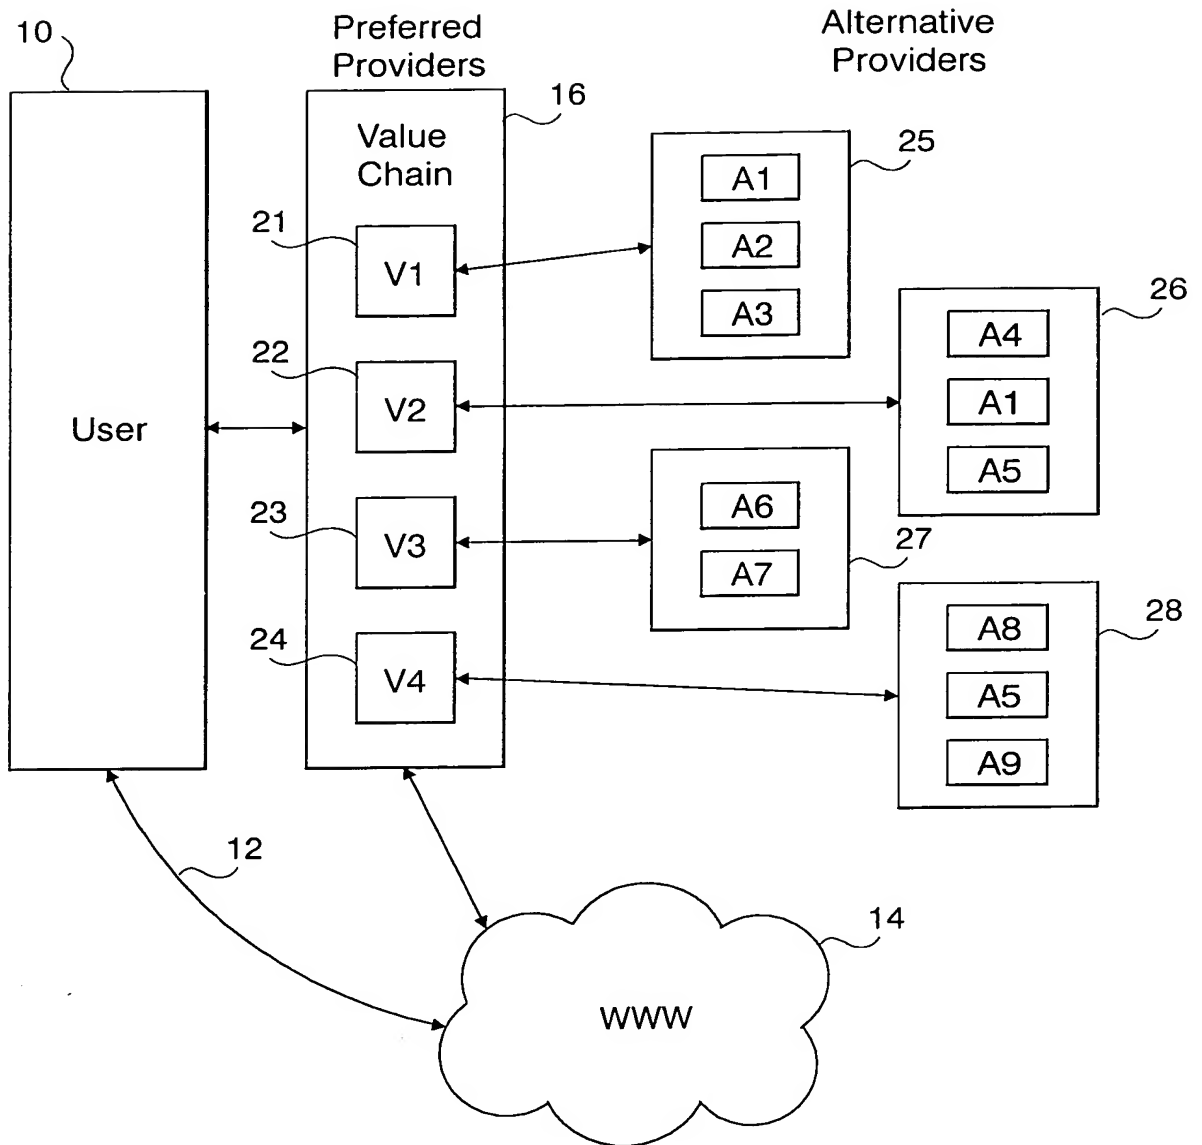 10
Preferred
Providers
Alternative
Providers
16
Value
Chain
25
A1
A2
A3
21
V1
26
A4
A1
A5
22
V2
User
23
V3
A6
A7
27
24
V4
28
A8
A5
A9
12
14
WWW